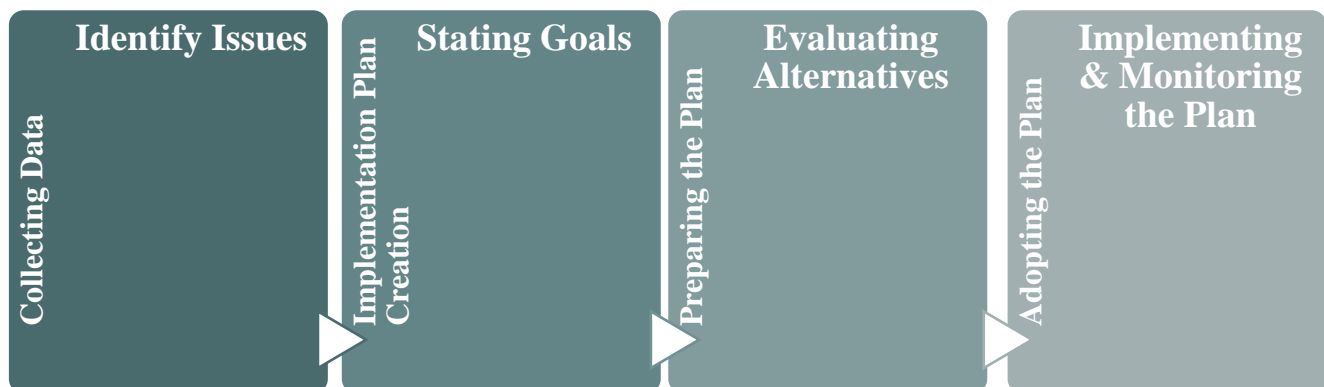 Identify Issues
Collecting Data
Stating Goals
Implementation Plan
Creation
Evaluating
Alternatives
Preparing the Plan
Implementing
& Monitoring
the Plan
Adopting the Plan